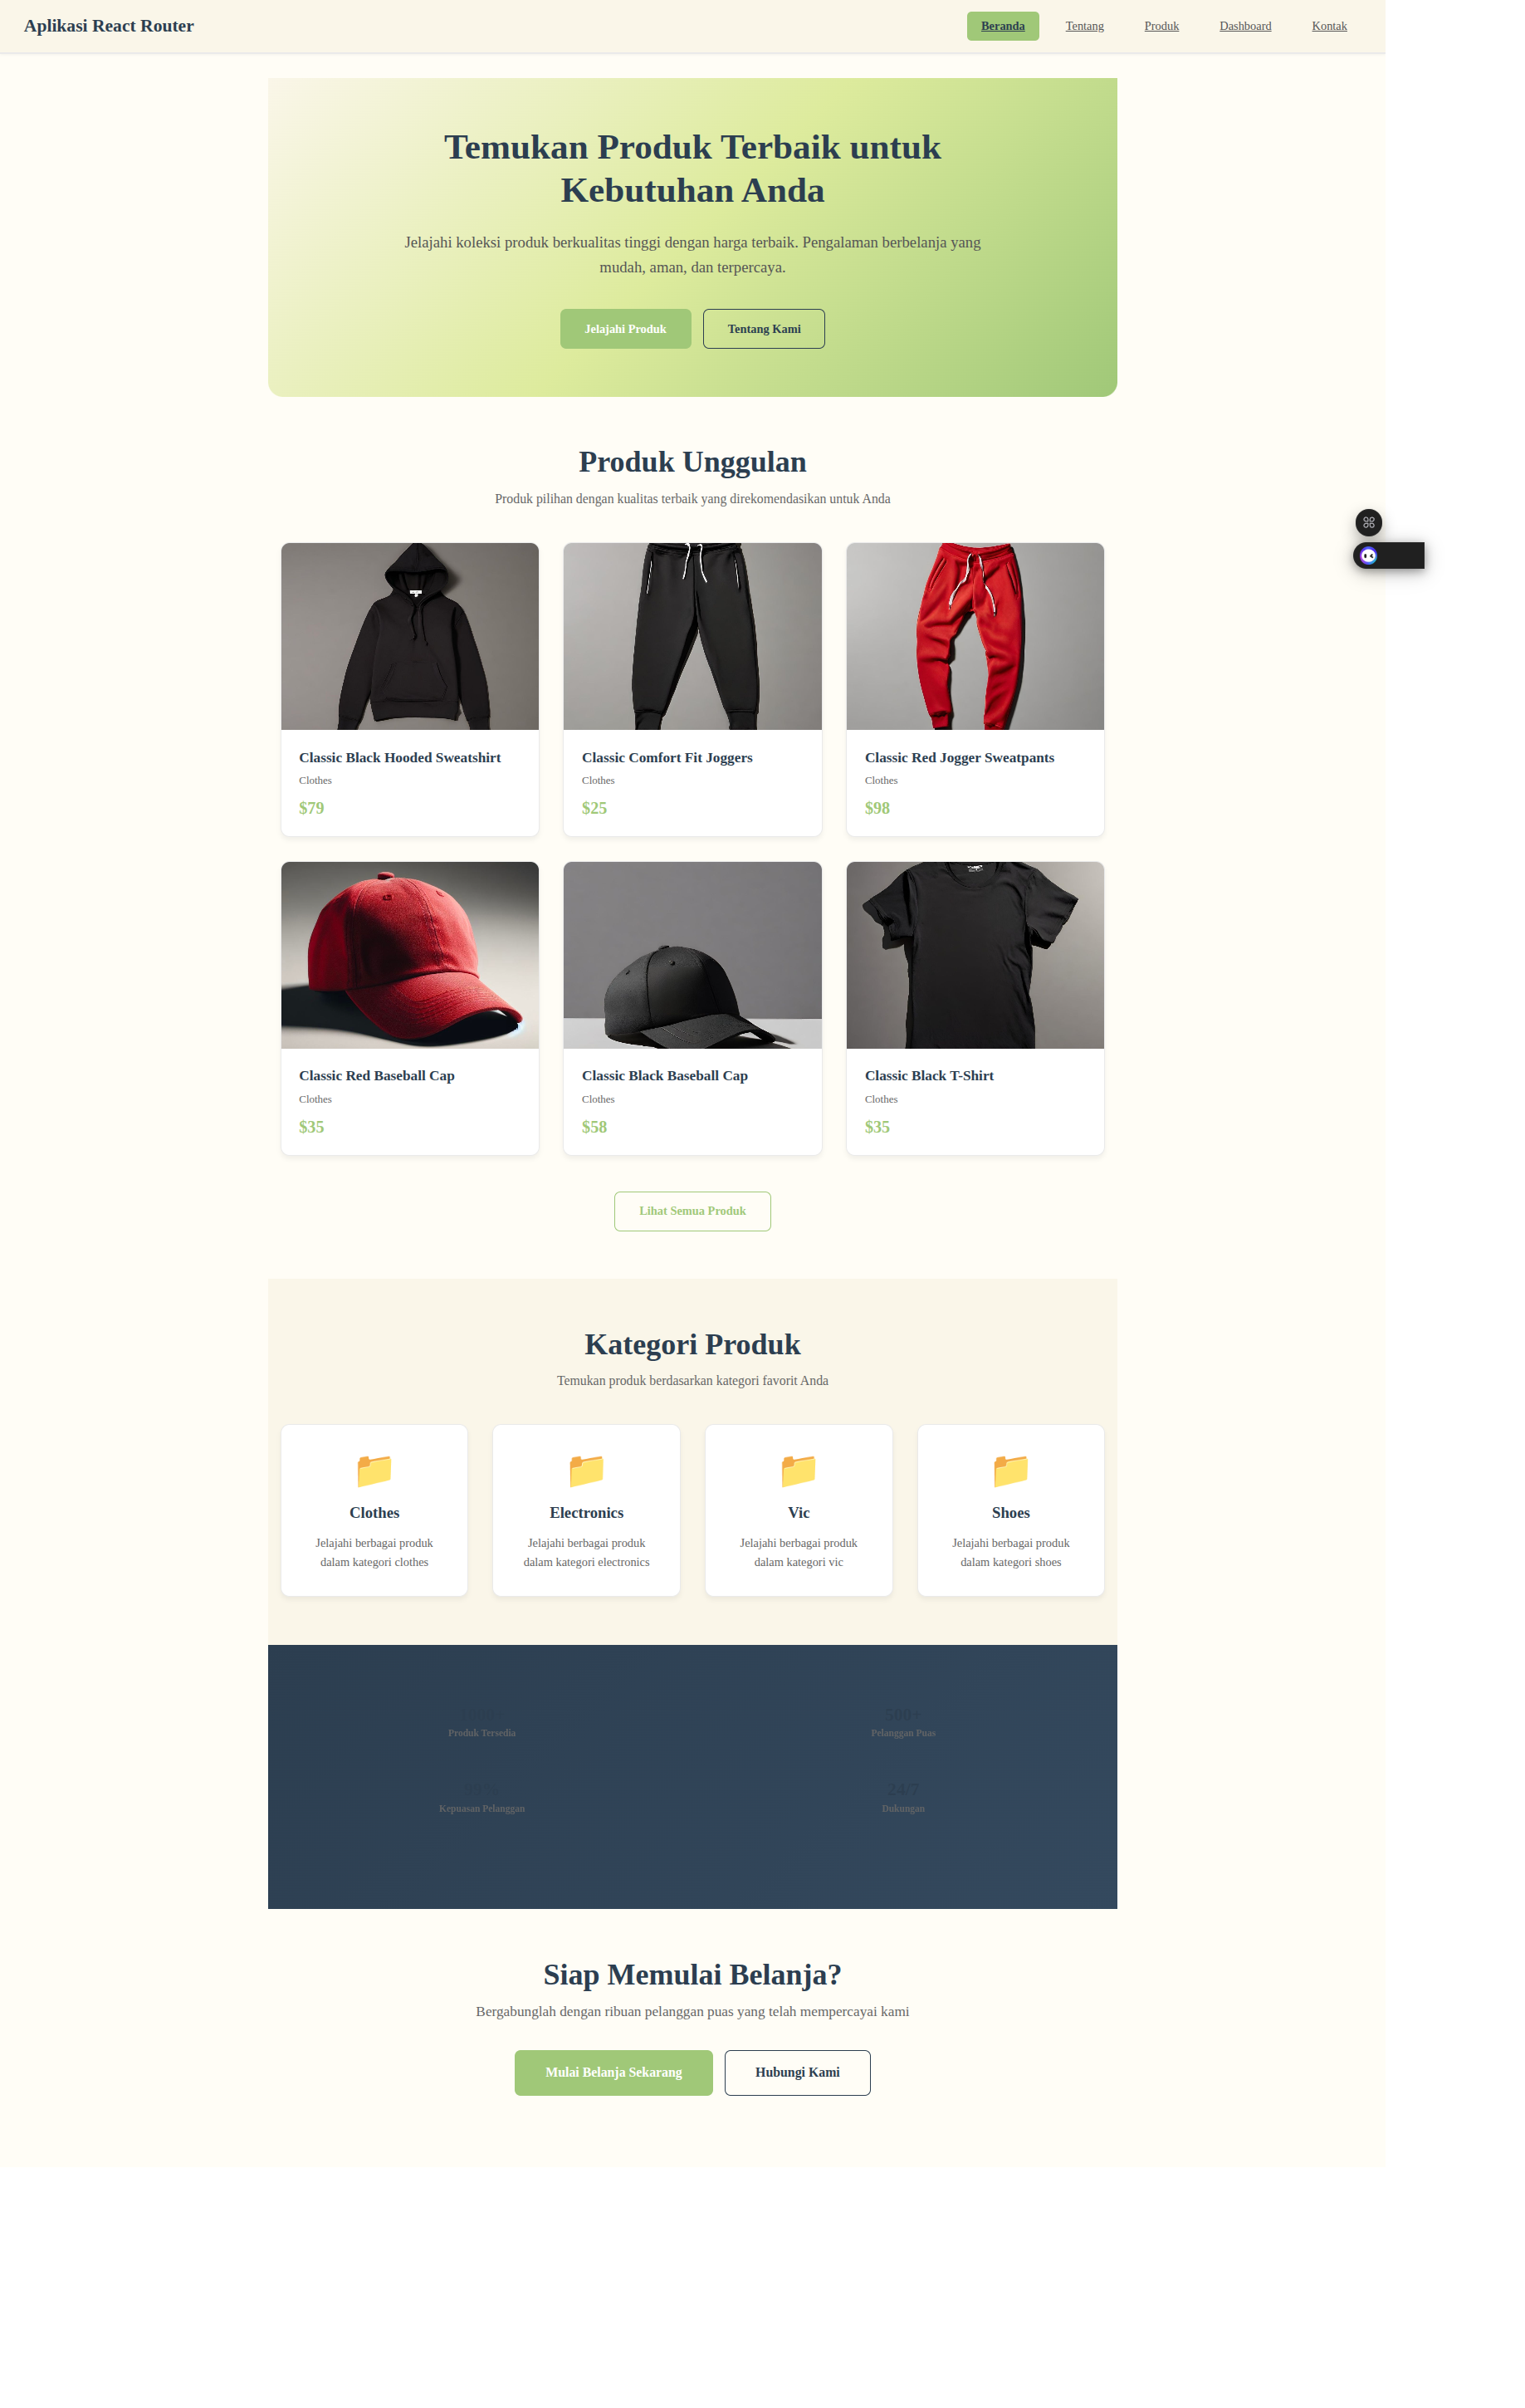 Aplikasi React Router
Beranda
Tentang
Produk
Dashboard
Kontak
Temukan Produk Terbaik untuk
Kebutuhan Anda
Jelajahi koleksi produk berkualitas tinggi dengan harga terbaik. Pengalaman berbelanja yang
mudah, aman, dan terpercaya.
Jelajahi Produk
Tentang Kami
Produk Unggulan
Produk pilihan dengan kualitas terbaik yang direkomendasikan untuk Anda
Classic Black Hooded Sweatshirt
Clothes
$79
Classic Comfort Fit Joggers
Clothes
$25
Classic Red Jogger Sweatpants
Clothes
$98
Classic Red Baseball Cap
Clothes
$35
Classic Black Baseball Cap
Clothes
$58
Classic Black T-Shirt
Clothes
$35
Lihat Semua Produk
Kategori Produk
Temukan produk berdasarkan kategori favorit Anda
Clothes
Jelajahi berbagai produk
dalam kategori clothes
Electronics
Jelajahi berbagai produk
dalam kategori electronics
Vic
Jelajahi berbagai produk
dalam kategori vic
Shoes
Jelajahi berbagai produk
dalam kategori shoes
Produk Tersedia
500+
Pelanggan Puas
Kepuasan Pelanggan
24/7
Dukungan
Siap Memulai Belanja?
Bergabunglah dengan ribuan pelanggan puas yang telah mempercayai kami
Mulai Belanja Sekarang
Hubungi Kami